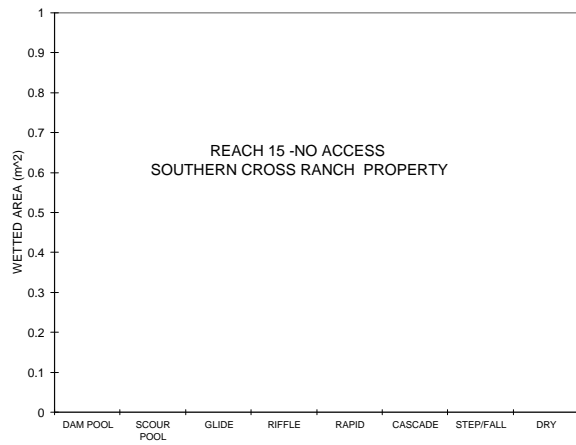 1
0.9
0.8
0.7
0.6
0.5
0.4
0.3
0.2
0.1
0
WETTED AREA (m^2)
REACH 15 -NO ACCESS
SOUTHERN CROSS RANCH  PROPERTY
DAM POOL
SCOUR
POOL
GLIDE
RIFFLE
RAPID
CASCADE
STEP/FALL
DRY